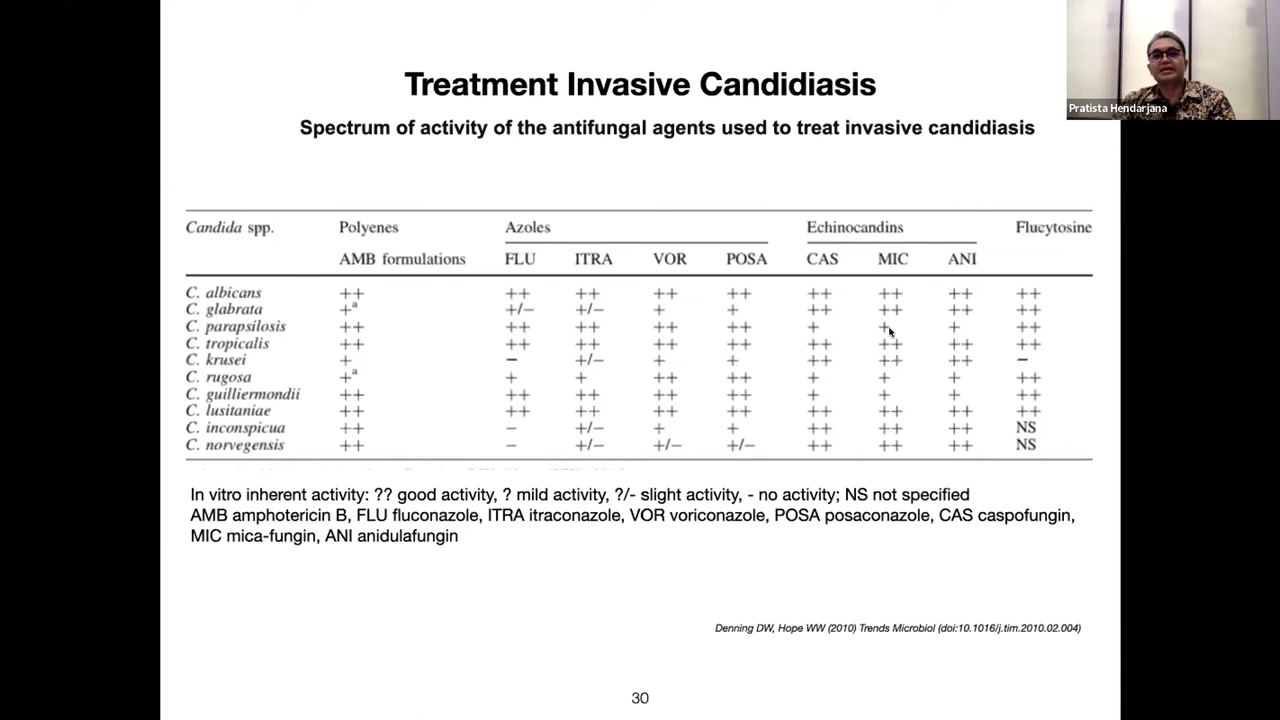 Treatment Invasive Candidiasis
Pratista Hendarjana
Spectrum of activity of the antifungal agents used to treat invasive candidiasis
Candida spp. Polyenes Azoles Echinocandins Flucytosine
AMB formulations FLU ITRA VOR POSA CAS MIC ANI
C. albicans ++ ++ ++ ++ ++ ++ ++ ++ ++
C. glabrata +a +/− +/− + + ++ ++ ++ ++
C. parapsilosis ++ ++ ++ ++ ++ + + + ++
C. tropicalis ++ ++ ++ ++ ++ ++ ++ ++ ++
C. krusei + − +/− + + ++ ++ ++ −
C. rugosa +a + + ++ ++ + + + ++
C. guilliermondii ++ ++ ++ ++ ++ + + + ++
C. lusitaniae ++ ++ ++ ++ ++ ++ ++ ++ ++
C. inconspicua ++ − +/− + + ++ ++ ++ NS
C. norvegensis ++ − +/− +/− +/− ++ ++ ++ NS
In vitro inherent activity: ?? good activity, ? mild activity, ?/- slight activity, - no activity; NS not specified
AMB amphotericin B, FLU fluconazole, ITRA itraconazole, VOR voriconazole, POSA posaconazole, CAS caspofungin,
MIC mica-fungin, ANI anidulafungin
Denning DW, Hope WW (2010) Trends Microbiol (doi:10.1016/j.tim.2010.02.004)
30